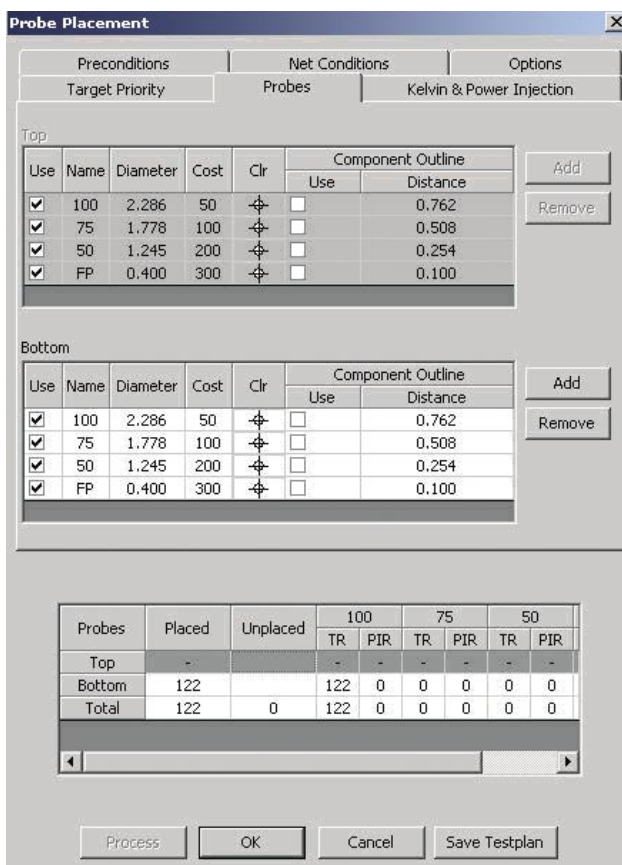 Probe Placement
Preconditions Net Conditions Options
Target Priority Probes Kelvin & Power Injection
Top
Use Name Diameter Cost Clr Component Outline
Use Distance
100 2.286 50 0.762
75 1.778 100 0.508
50 1.245 200 0.254
FP 0.400 300 0.100
Add
Remove
Bottom
Use Name Diameter Cost Clr Component Outline
Use Distance
100 2.286 50 0.762
75 1.778 100 0.508
50 1.245 200 0.254
FP 0.400 300 0.100
Add
Remove
Probes Placed Unplaced 100 75 50
TR PIR TR PIR TR PIR
Top - - - - - - -
Bottom 122 122 0 0 0 0 0
Total 122 0 122 0 0 0 0 0
Process OK Cancel Save Testplan